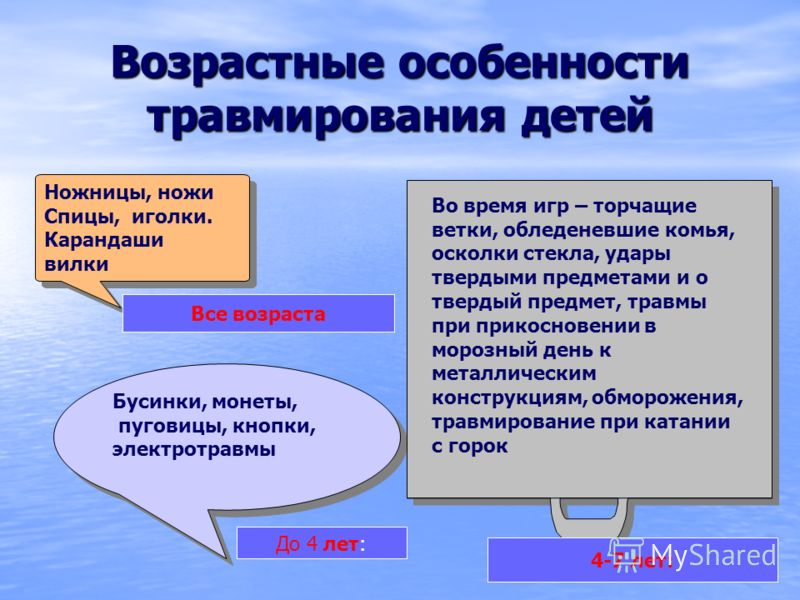 Возрастные особенности
травмирования детей
Ножницы, ножи
Спицы, иголки.
Карандаши
вилки
Все возраста
Бусинки, монеты,
пуговицы, кнопки,
электротравмы
До 4 лет:
Во время игр – торчащие
ветки, обледеневшие комья,
осколки стекла, удары
твердыми предметами и о
твердый предмет, травмы
при прикосновении в
морозный день к
металлическим
конструкциям, обморожения,
травмирование при катании
с горок
4-7 лет:
MyShared